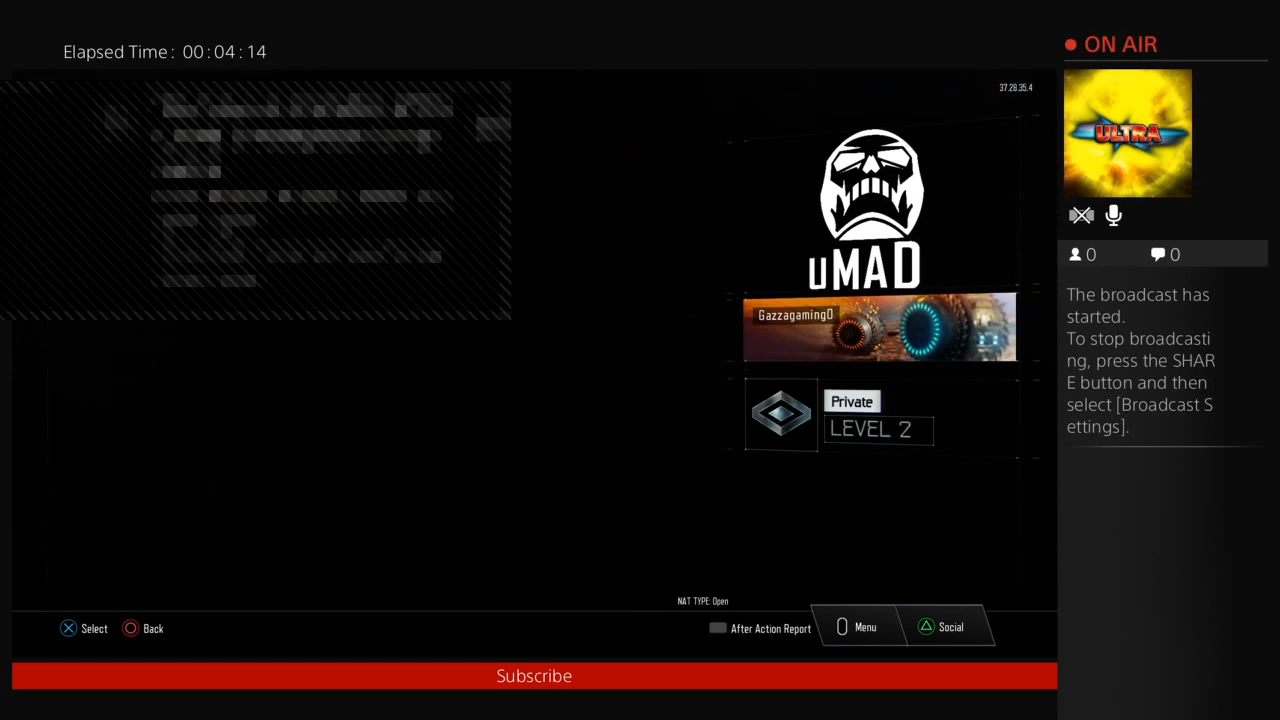 Elapsed Time: 00:04:14
ON AIR
37.28.35.4
ULTRA
uMAD
0 0
Gazzagaming0
The broadcast has
started.
To stop broadcasti
ng, press the SHAR
E button and then
select [Broadcast S
ettings].
Private
LEVEL 2
NAT TYPE: Open
Select Back After Action Report Menu Social
Subscribe